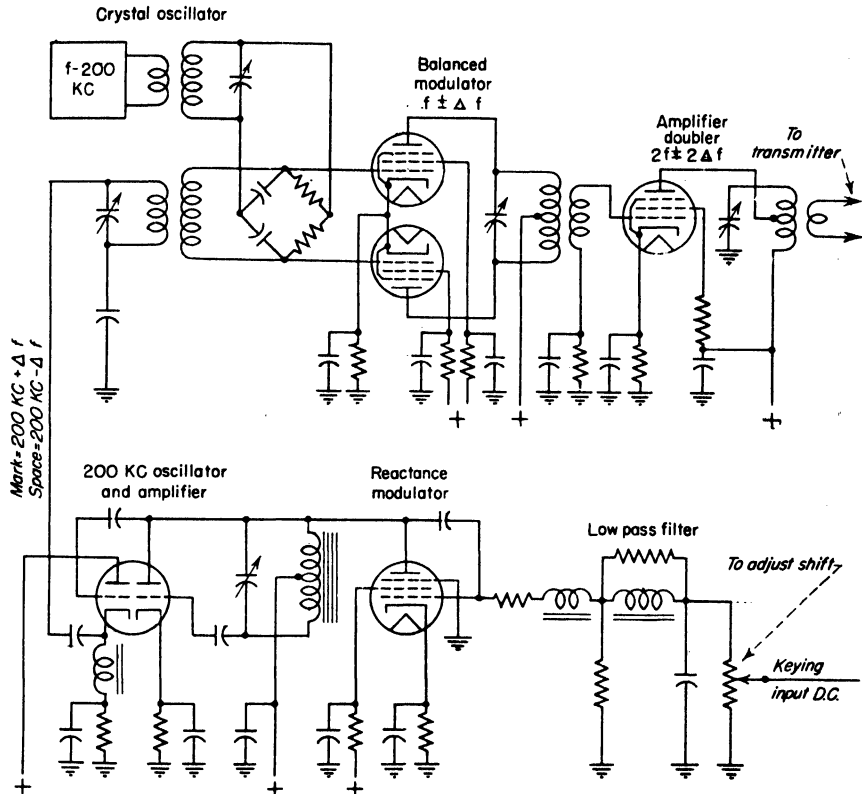 Crystal oscillator
f-200
KC
Balanced
modulator
f ± Δ f
Amplifier
doubler
2f ± 2 Δ f
To
transmitter
Mark=200 KC + Δ f
Space=200 KC - Δ f
+
+
+
+
200 KC oscillator
and amplifier
Reactance
modulator
Low pass filter
To adjust shift
Keying
input D.C.
+
+
+